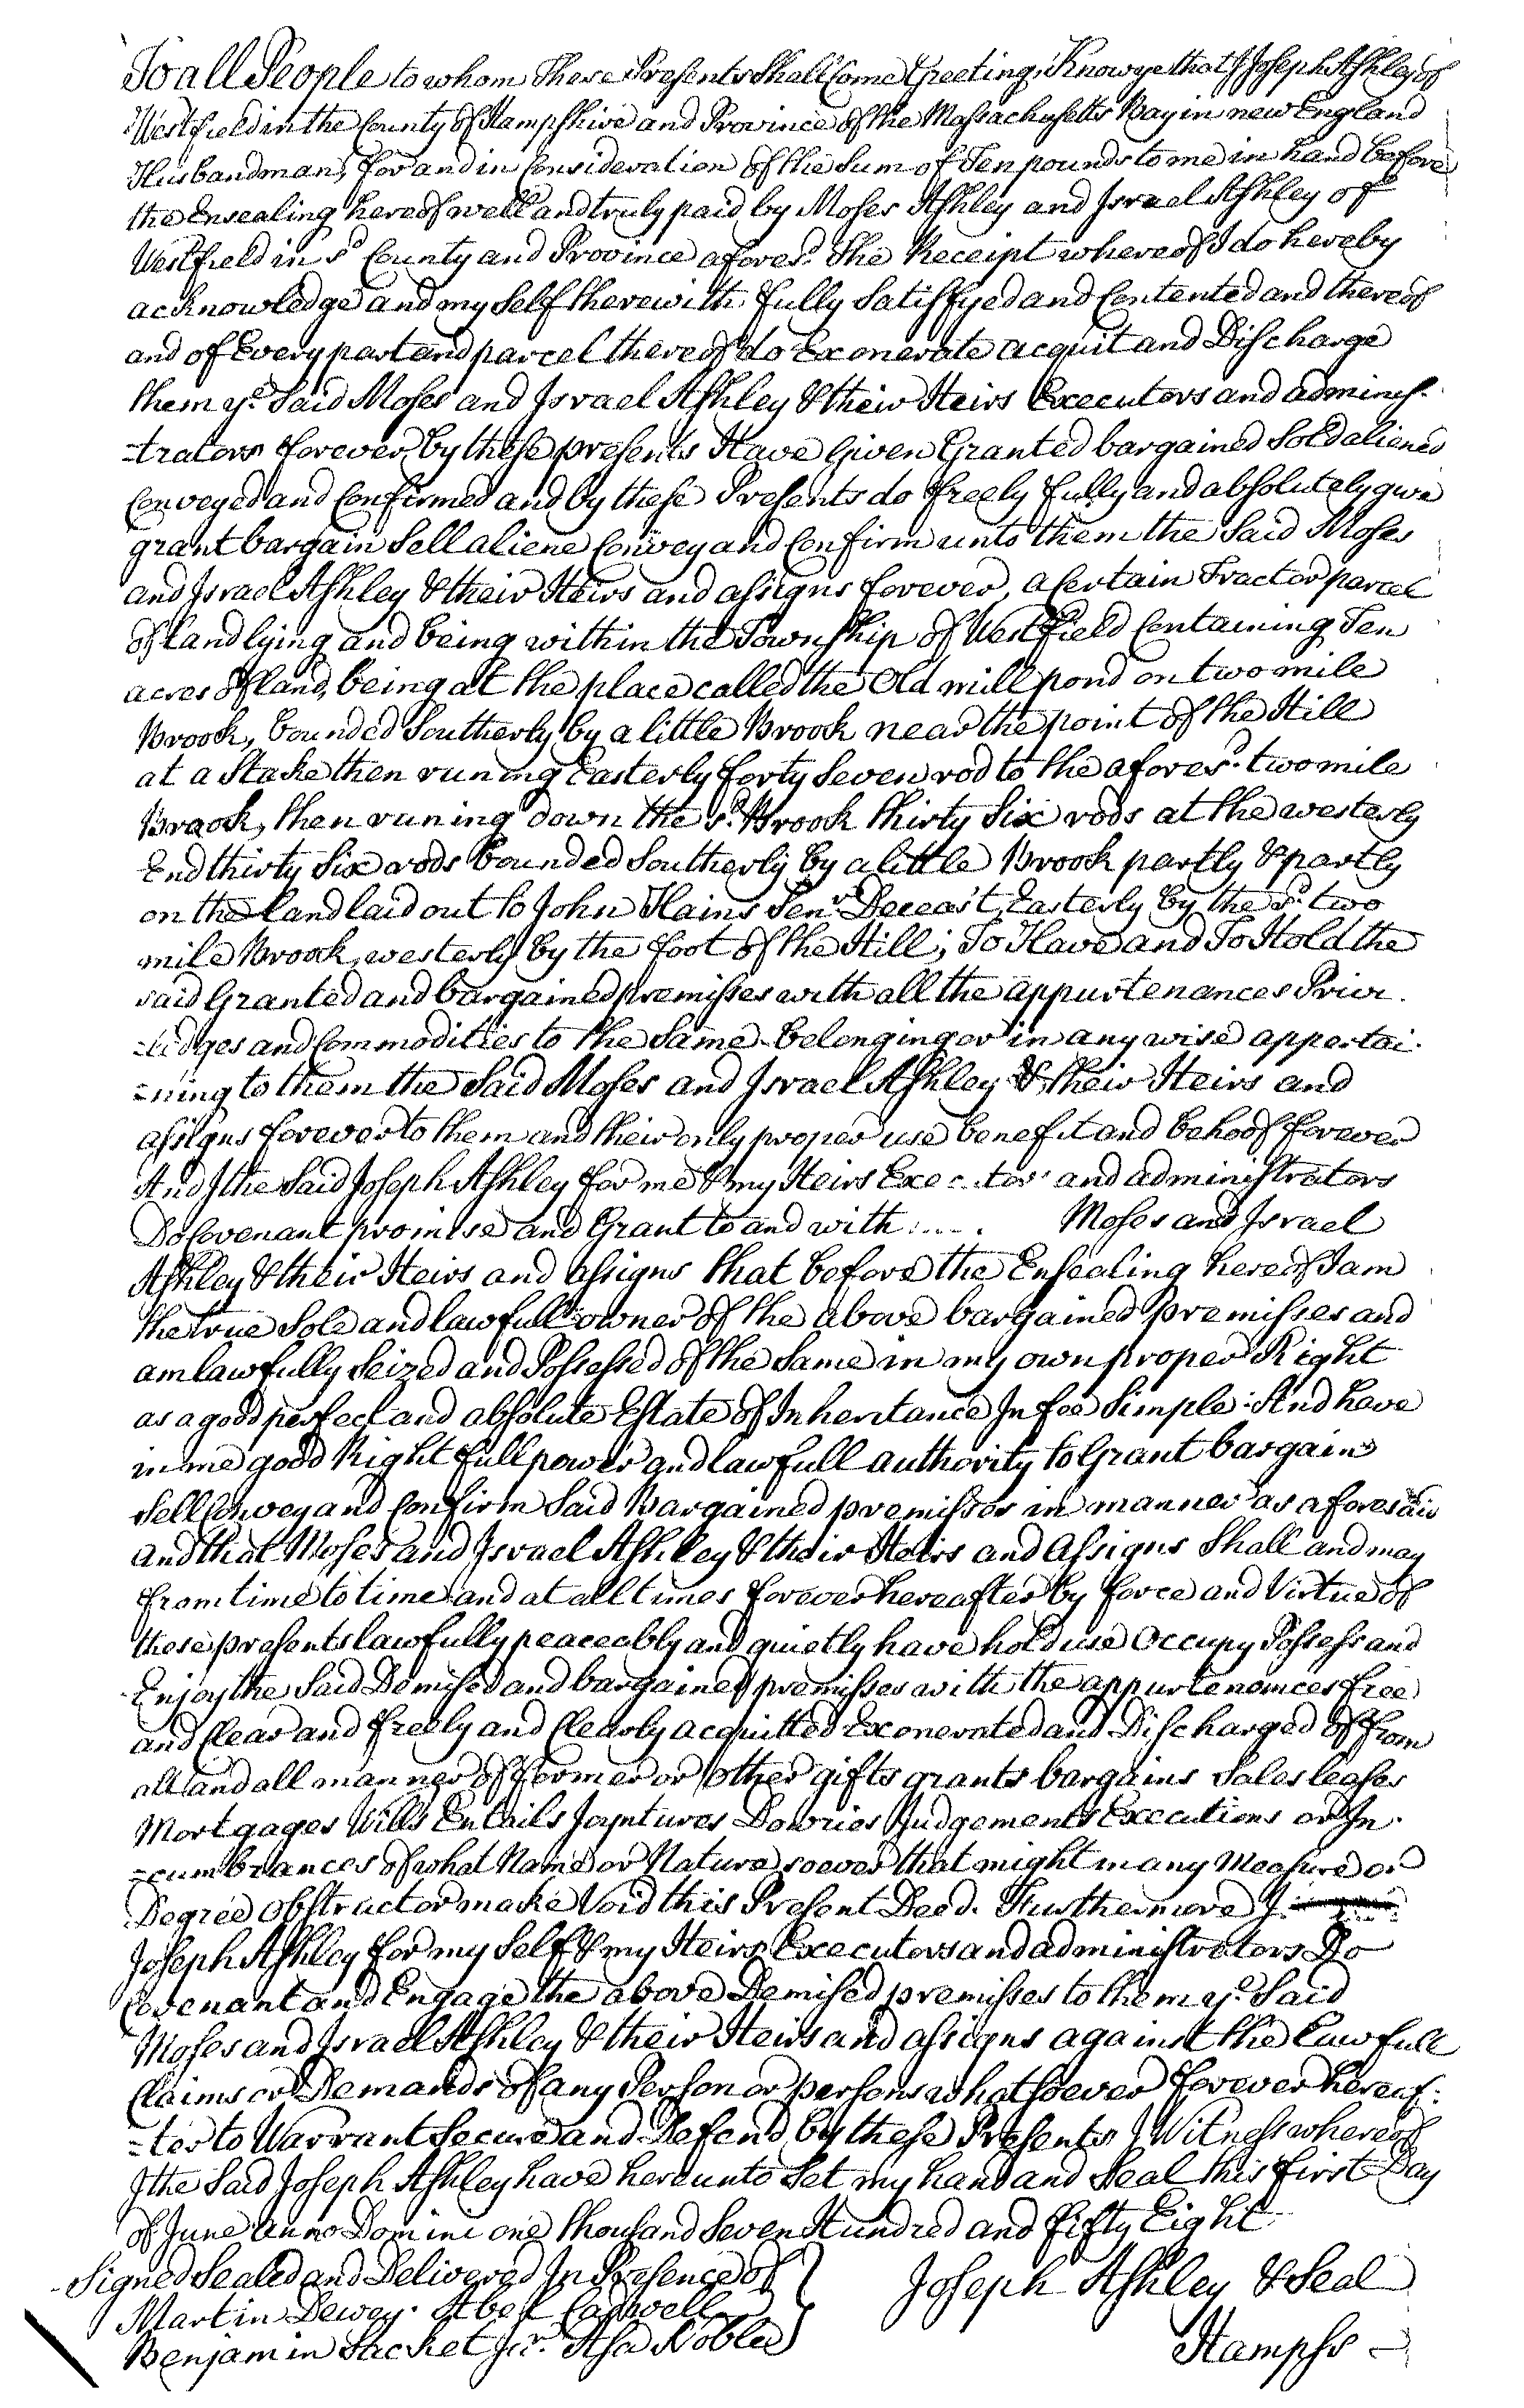 To all People to whom These Presents Shall Come Greeting, Know ye that I Joseph Ashley of
Westfield in the County of Hampshire and Province of the Massachusetts Bay in new England
Husbandman, for and in Consideration of the Sum of Ten pounds to me in hand before
the Ensealing hereof well and truly paid by Moses Ashley and Israel Ashley of
Westfield in sd County and Province aforesd. The Receipt whereof I do hereby
acknowledge and my Self therewith fully Satisfyed and Contented and thereof
and of Every part and parcel thereof do Exonerate acquit and Discharge
them ye. Said Moses and Israel Ashley & their Heirs Executors and adminis-
-trators forever by these presents Have Given Granted bargained Sold aliened
Conveyed and Confirmed and by these Presents do freely fully and absolutely give
grant bargain Sell aliene Convey and Confirm unto them the Said Moses
and Israel Ashley & their Heirs and assigns forever, a Certain Tract or parcel
of land lying and being within the Township of Westfield Containing Ten
acres of land, being at the place called the Old mill pond on two mile
Brook, bounded Southerly by a little Brook near the point of the Hill
at a Stake then runing Easterly forty Seven rod to the aforesd. two mile
Brook, then runing down the sd. Brook thirty Six rods at the westerly
End thirty Six rods bounded Southerly by a little Brook partly & partly
on the land laid out to John Hains Senr. Deceas't, Easterly by the sd. two
mile Brook, westerly by the foot of the Hill; To Have and To Hold the
said Granted and bargained premisses with all the appurtenances Privi-
-ledges and Commodities to the Same belonging or in any wise appertai-
-ning to them the Said Moses and Israel Ashley & their Heirs and
assigns forever to them and their only proper use benefit and behoof forever
And I the Said Joseph Ashley for me & my Heirs and administrators
Do Covenant promise and Grant to and with Moses and Israel
Ashley & their Heirs and assigns that before the Ensealing hereof I am
the true Sole and lawfull owner of the above bargained premisses and
am lawfully Seized and Possessed of the Same in my own proper Right
as a good perfect and absolute Estate of Inheritance In fee Simple. And have
in me good Right full power and lawfull authority to Grant bargain
Sell Convey and Confirm Said Bargained premisses in manner as aforesaid
and that Moses and Israel Ashley & their Heirs and Assigns Shall and may
from time to time and at all times forever hereafter by force and Virtue of
these presents lawfully peaceably and quietly have hold use Occupy Possess and
Enjoy the Said Demised and bargained premisses with the appurtenances free
and Clear and freely and Clearly acquitted Exonerated and Discharged of from
all and all manner of former or other gifts grants bargains Sales leases
Mortgages Wills Entails Joyntures Dowries Judgements Executions or In-
-cumbrances of what Name or Nature soever that might in any Measure or
Degree obstruct or make Void this Present Deed. Furthermore I
Joseph Ashley for my Self & my Heirs Executors and administrators Do
Covenant and Engage the above Demised premisses to them ye. Said
Moses and Israel Ashley & their Heirs and assigns against the lawfull
Claims or Demands of any Person or persons whatsoever forever hereaf-
-ter to Warrant Secure and Defend by these Presents I Witness whereof
I the Said Joseph Ashley have hereunto Set my hand and Seal this first Day
of June anno Domini one thousand Seven Hundred and fifty Eight
Signed Sealed and Delivered In Presence of
Joseph Ashley & Seal
Martin Dewey. Abel Cadwell
Benjamin Sacket Jr. Asa Noble
Hamphs